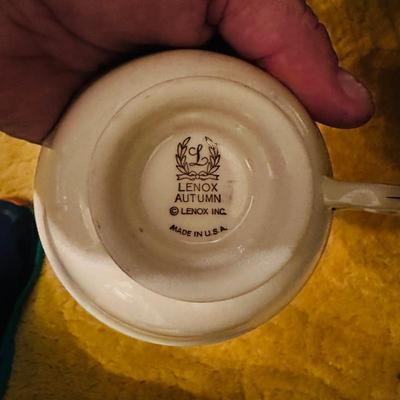 L
LENOX
AUTUMN
© LENOX INC.
MADE IN U.S.A.